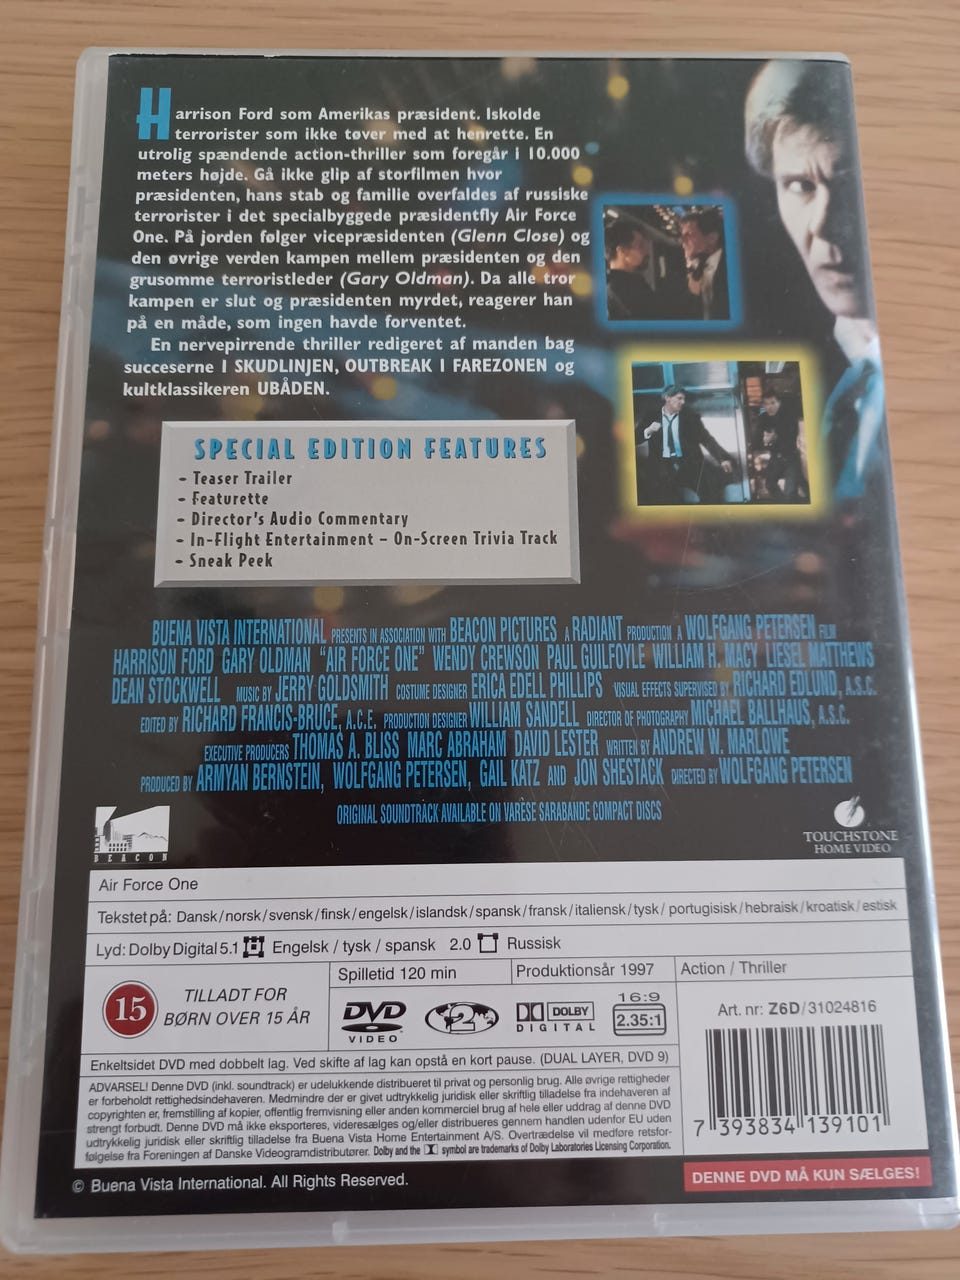 Harrison Ford som Amerikas præsident. Iskolde
terrorister som ikke tøver med at henrette. En
utrolig spændende action-thriller som foregår i 10.000
meters højde. Gå ikke glip af storfilmen hvor
præsidenten, hans stab og familie overfaldes af russiske
terrorister i det specialbyggede præsidentfly Air Force
One. På jorden følger vicepræsidenten (Glenn Close) og
den øvrige verden kampen mellem præsidenten og den
grusomme terroristleder (Gary Oldman). Da alle tror
kampen er slut og præsidenten myrdet, reagerer han
på en måde, som ingen havde forventet.
En nervepirrende thriller redigeret af manden bag
succeserne I SKUDLINJEN, OUTBREAK I FAREZONEN og
kultklassikeren UBÅDEN.
SPECIAL EDITION FEATURES
- Teaser Trailer
- Featurette
- Director's Audio Commentary
- In-Flight Entertainment – On-Screen Trivia Track
- Sneak Peek
BUENA VISTA INTERNATIONAL PRESENTS IN ASSOCIATION WITH BEACON PICTURES A RADIANT PRODUCTION A WOLFGANG PETERSEN FILM
HARRISON FORD GARY OLDMAN "AIR FORCE ONE" WENDY CREWSON PAUL GUILFOYLE WILLIAM H. MACY LIESEL MATTHEWS
DEAN STOCKWELL MUSIC BY JERRY GOLDSMITH COSTUME DESIGNER ERICA EDELL PHILLIPS VISUAL EFFECTS SUPERVISED BY RICHARD EDLUND, A.S.C.
EDITED BY RICHARD FRANCIS-BRUCE, A.C.E. PRODUCTION DESIGNER WILLIAM SANDELL DIRECTOR OF PHOTOGRAPHY MICHAEL BALLHAUS, A.S.C.
EXECUTIVE PRODUCERS THOMAS A. BLISS MARC ABRAHAM DAVID LESTER WRITTEN BY ANDREW W. MARLOWE
PRODUCED BY ARMYAN BERNSTEIN, WOLFGANG PETERSEN, GAIL KATZ AND JON SHESTACK DIRECTED BY WOLFGANG PETERSEN
ORIGINAL SOUNDTRACK AVAILABLE ON VARÈSE SARABANDE COMPACT DISCS
BEACON
TOUCHSTONE
HOME VIDEO
Air Force One
Tekstet på: Dansk/norsk/svensk/finsk/engelsk/islandsk/spansk/fransk/italiensk/tysk/ portugisisk/hebraisk/kroatisk/estisk
Lyd: Dolby Digital 5.1 Engelsk / tysk / spansk 2.0 Russisk
15
TILLADT FOR
BØRN OVER 15 ÅR
Spilletid 120 min
Produktionsår 1997
Action / Thriller
DVD
VIDEO
2
DOLBY
DIGITAL
16:9
2.35:1
Art. nr: Z6D/31024816
Enkeltsidet DVD med dobbelt lag. Ved skifte af lag kan opstå en kort pause. (DUAL LAYER, DVD 9)
ADVARSEL! Denne DVD (inkl. soundtrack) er udelukkende distribueret til privat og personlig brug. Alle øvrige rettigheder
er forbeholdt rettighedsindehaveren. Medmindre der er givet udtrykkelig juridisk eller skriftlig tilladelse fra indehaveren af
copyrighten er, fremstilling af kopier, offentlig fremvisning eller anden kommerciel brug af hele eller uddrag af denne DVD
strengt forbudt. Denne DVD må ikke eksporteres, videresælges og/eller distribueres gennem handlen udenfor EU uden
udtrykkelig juridisk eller skriftlig tilladelse fra Buena Vista Home Entertainment A/S. Overtrædelse vil medføre retsfor-
følgelse fra Foreningen af Danske Videogramdistributører. Dolby and the symbol are trademarks of Dolby Laboratories Licensing Corporation.
7 393834 139101
© Buena Vista International. All Rights Reserved.
DENNE DVD MÅ KUN SÆLGES!